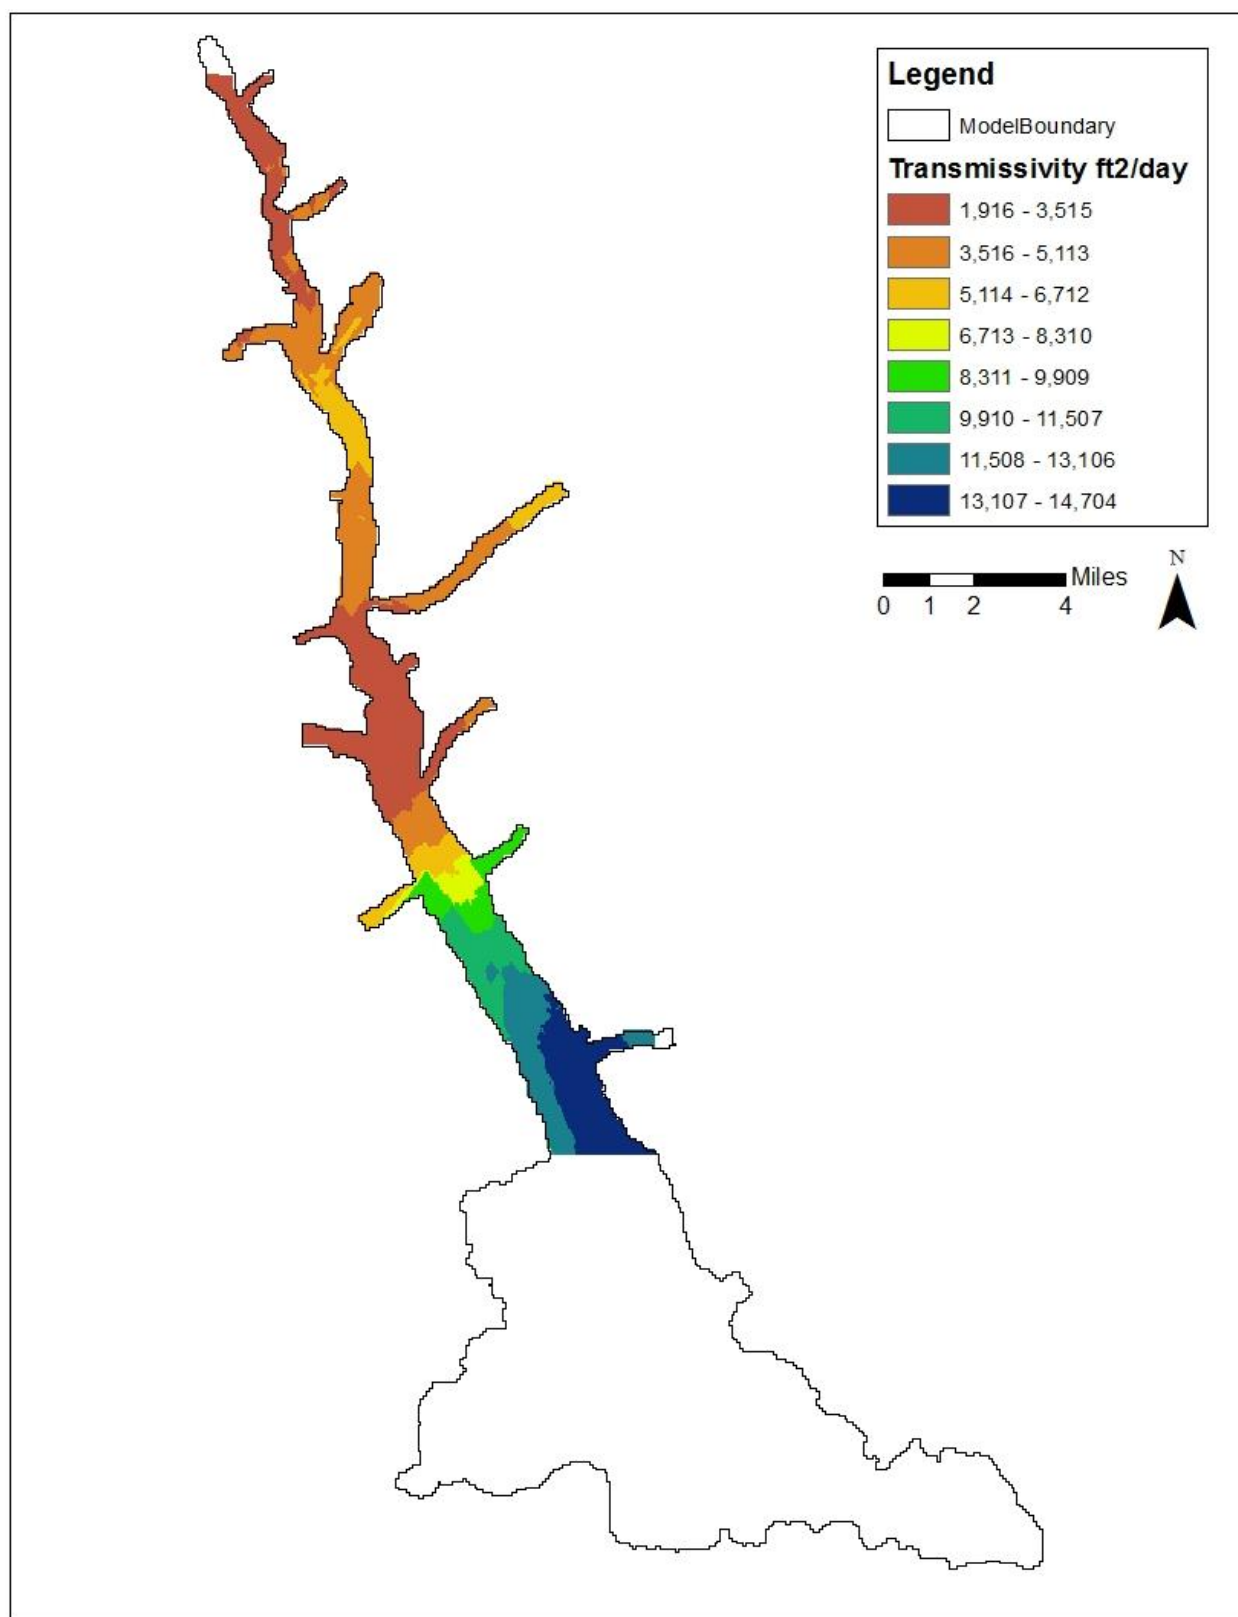 Legend
ModelBoundary
Transmissivity ft2/day
1,916 - 3,515
3,516 - 5,113
5,114 - 6,712
6,713 - 8,310
8,311 - 9,909
9,910 - 11,507
11,508 - 13,106
13,107 - 14,704
Miles
0 1 2 4
N